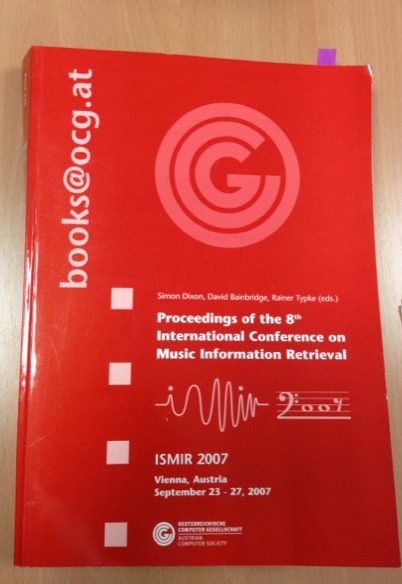 books@ocg.at
Simon Dixon, David Bainbridge, Rainer Typke (eds.)
Proceedings of the 8th
International Conference on
Music Information Retrieval
ISMIR 2007
Vienna, Austria
September 23 - 27, 2007
OESTERREICHISCHE
COMPUTER GESELLSCHAFT
AUSTRIAN
COMPUTER SOCIETY